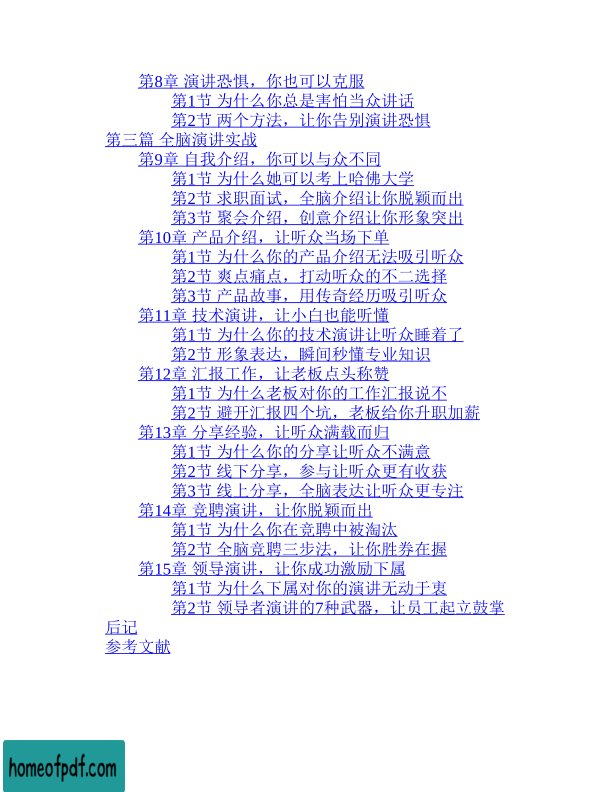 第8章 演讲恐惧，你也可以克服
第1节 为什么你总是害怕当众讲话
第2节 两个方法，让你告别演讲恐惧
第三篇 全脑演讲实战
第9章 自我介绍，你可以与众不同
第1节 为什么她可以考上哈佛大学
第2节 求职面试，全脑介绍让你脱颖而出
第3节 聚会介绍，创意介绍让你形象突出
第10章 产品介绍，让听众当场下单
第1节 为什么你的产品介绍无法吸引听众
第2节 爽点痛点，打动听众的不二选择
第3节 产品故事，用传奇经历吸引听众
第11章 技术演讲，让小白也能听懂
第1节 为什么你的技术演讲让听众睡着了
第2节 形象表达，瞬间秒懂专业知识
第12章 汇报工作，让老板点头称赞
第1节 为什么老板对你的工作汇报说不
第2节 避开汇报四个坑，老板给你升职加薪
第13章 分享经验，让听众满载而归
第1节 为什么你的分享让听众不满意
第2节 线下分享，参与让听众更有收获
第3节 线上分享，全脑表达让听众更专注
第14章 竞聘演讲，让你脱颖而出
第1节 为什么你在竞聘中被淘汰
第2节 全脑竞聘三步法，让你胜券在握
第15章 领导演讲，让你成功激励下属
第1节 为什么下属对你的演讲无动于衷
第2节 领导者演讲的7种武器，让员工起立鼓掌
后记
参考文献
homeofpdf.com